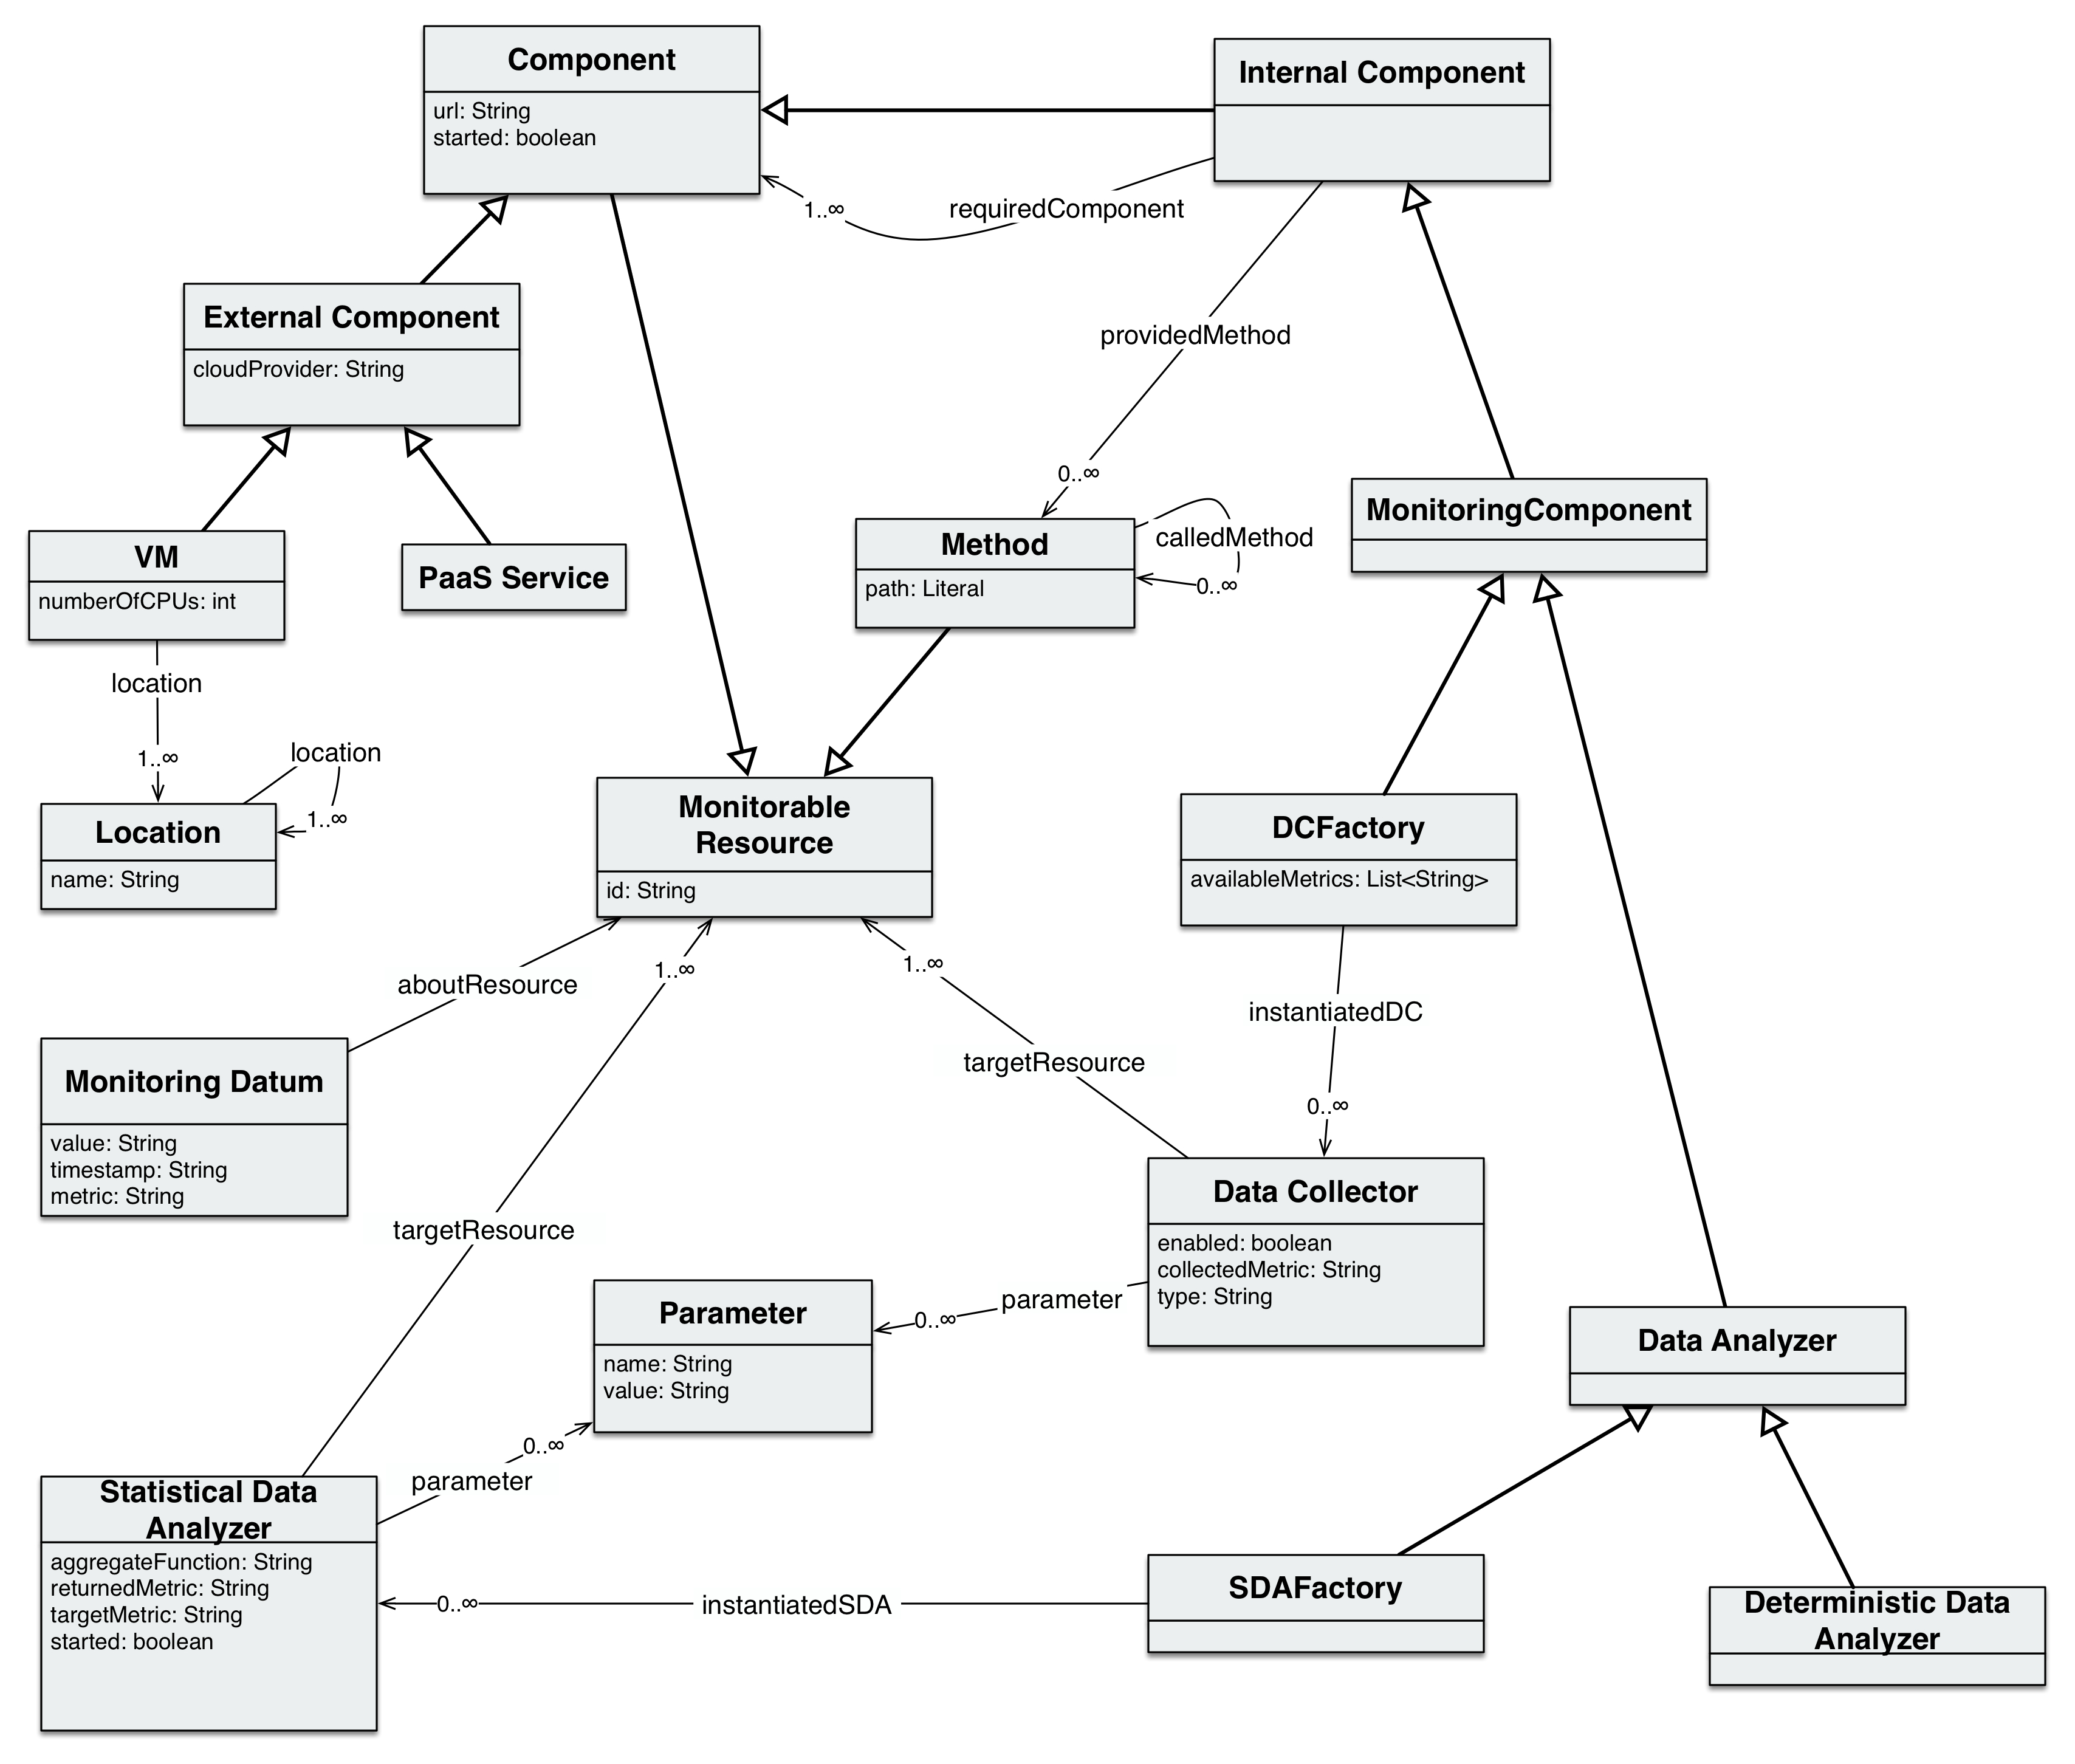 Component
url: String
started: boolean
Internal Component
1..∞
requiredComponent
External Component
cloudProvider: String
providedMethod
0..∞
VM
numberOfCPUs: int
PaaS Service
Method
path: Literal
calledMethod
0..∞
MonitoringComponent
location
1..∞
location
1..∞
Location
name: String
Monitorable
Resource
id: String
DCFactory
availableMetrics: List<String>
aboutResource
1..∞
1..∞
instantiatedDC
0..∞
targetResource
Monitoring Datum
value: String
timestamp: String
metric: String
targetResource
Data Collector
enabled: boolean
collectedMetric: String
type: String
parameter
0..∞
Parameter
name: String
value: String
Data Analyzer
0..∞
parameter
Statistical Data
Analyzer
aggregateFunction: String
returnedMetric: String
targetMetric: String
started: boolean
0..∞
instantiatedSDA
SDAFactory
Deterministic Data
Analyzer